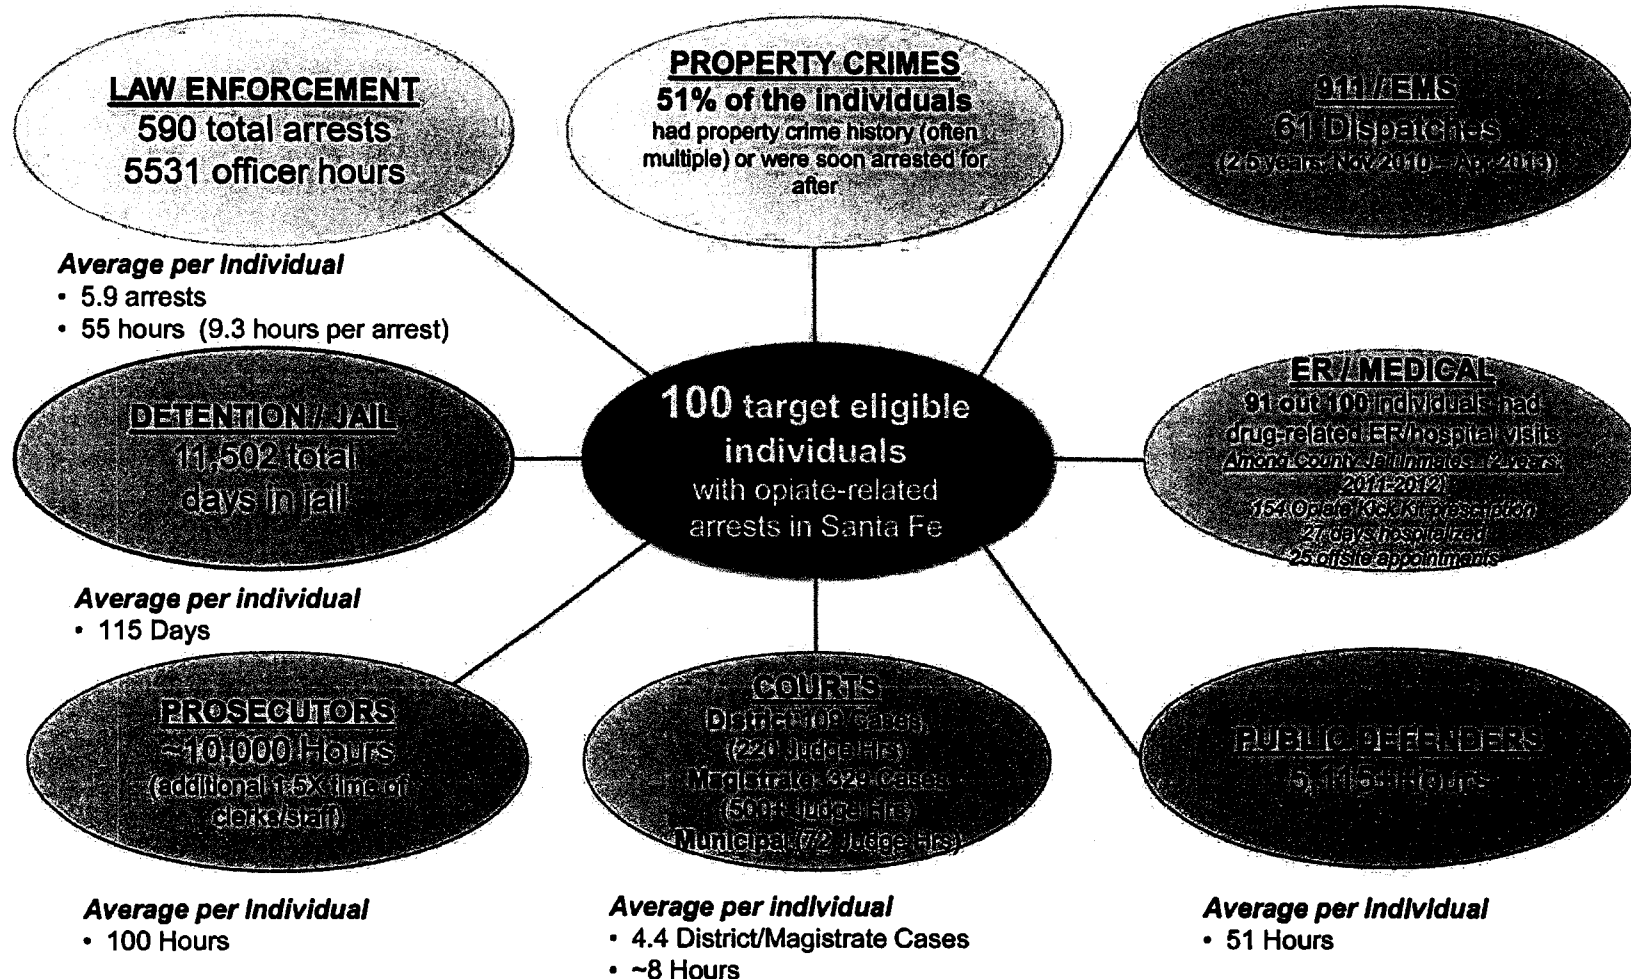 LAW ENFORCEMENT
590 total arrests
5531 officer hours
Average per Individual
• 5.9 arrests
• 55 hours (9.3 hours per arrest)
PROPERTY CRIMES
51% of the individuals
had property crime history (often
multiple) or were soon arrested for
after
911 / EMS
61 Dispatches
(2.5 years: Nov 2010 – Apr 2013)
DETENTION / JAIL
11,502 total
days in jail
Average per individual
• 115 Days
100 target eligible
individuals
with opiate-related
arrests in Santa Fe
ER / MEDICAL
91 out 100 individuals had
drug-related ER/hospital visits
Among County Jail Inmates (2 years:
2011-2012)
154 Opiate Kick Kit prescription
27 days hospitalized
25 offsite appointments
PROSECUTORS
~10,000 Hours
(additional 1.5X time of
clerks/staff)
Average per Individual
• 100 Hours
COURTS
District 109 Cases,
(220 Judge Hrs)
Magistrate 329 Cases
(500+ Judge Hrs)
Municipal (72 Judge Hrs)
Average per individual
• 4.4 District/Magistrate Cases
• ~8 Hours
PUBLIC DEFENDERS
5,115+ Hours
Average per Individual
• 51 Hours